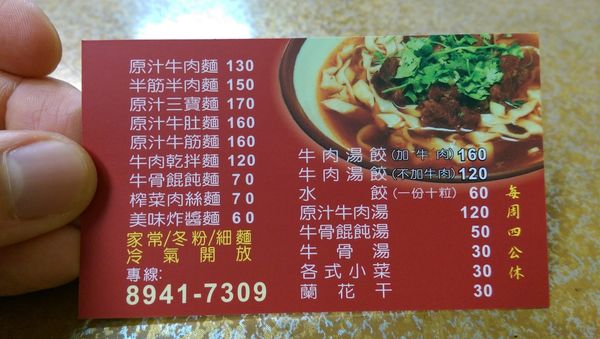 原汁牛肉麵 130
半筋半肉麵 150
原汁三寶麵 170
原汁牛肚麵 160
原汁牛筋麵 160
牛肉乾拌麵 120
牛骨餛飩麵 70
榨菜肉絲麵 70
美味炸醬麵 60
家常/冬粉/細麵
冷氣開放
專線:
8941-7309
牛肉湯餃(加牛肉)160
牛肉湯餃(不加牛肉)120
水餃(一份十粒) 60
原汁牛肉湯 120
牛骨餛飩湯 50
牛骨湯 30
各式小菜 30
蘭花干 30
每周四公休